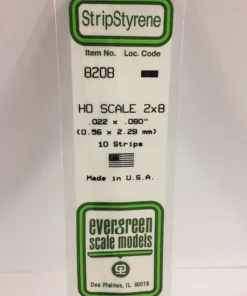 StripStyrene
Item No. Loc. Code
8208
HO SCALE 2x8
.022 x .090"
(0.56 x 2.29 mm)
10 Strips
Made in U.S.A.
evergreen
scale models
Des Plaines, IL 60018